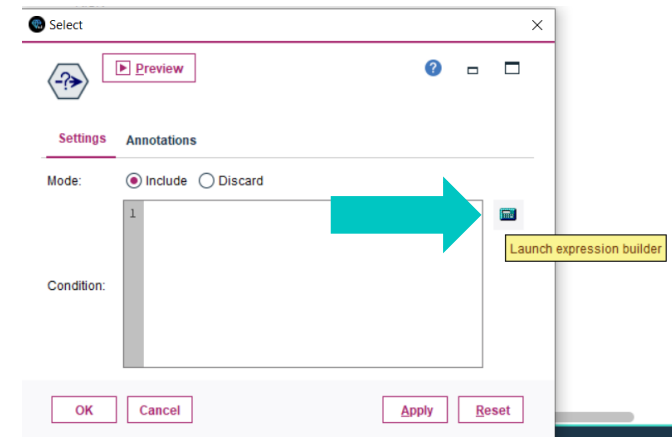 Select
Preview
?
Settings Annotations
Mode: Include Discard
1
Launch expression builder
Condition:
OK Cancel Apply Reset